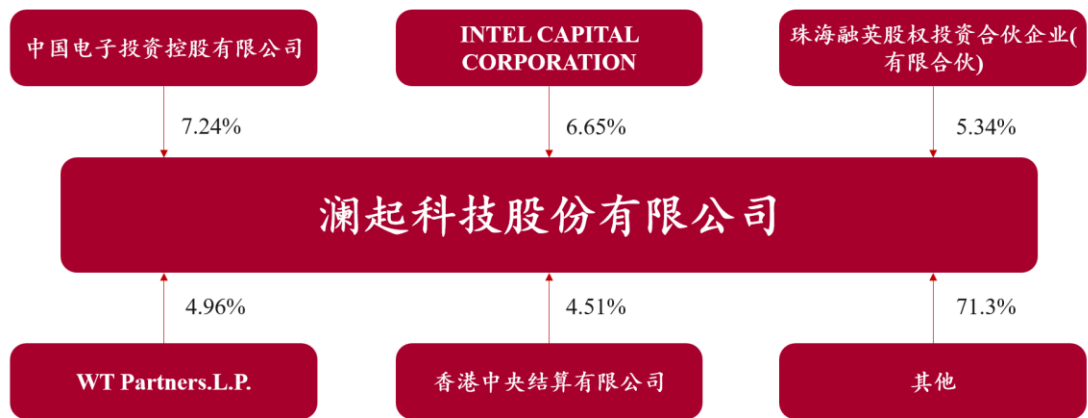 中国电子投资控股有限公司
INTEL CAPITAL
CORPORATION
珠海融英股权投资合伙企业(
有限合伙)
7.24%
6.65%
5.34%
澜起科技股份有限公司
4.96%
4.51%
71.3%
WT Partners.L.P.
香港中央结算有限公司
其他